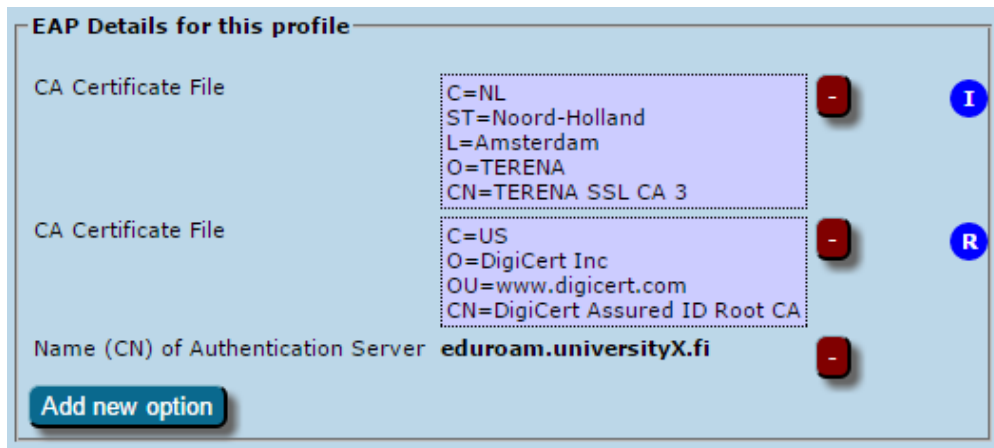 EAP Details for this profile
CA Certificate File
C=NL
ST=Noord-Holland
L=Amsterdam
O=TERENA
CN=TERENA SSL CA 3
-
I
CA Certificate File
C=US
O=DigiCert Inc
OU=www.digicert.com
CN=DigiCert Assured ID Root CA
-
R
Name (CN) of Authentication Server eduroam.universityX.fi
-
Add new option